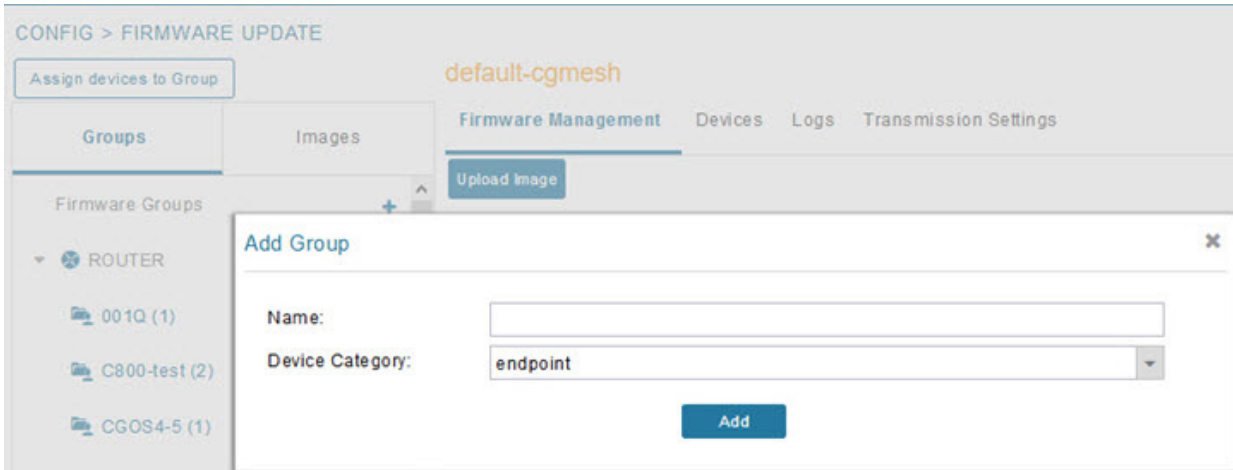 CONFIG > FIRMWARE UPDATE
Assign devices to Group
default-cgmesh
Groups
Images
Firmware Management
Devices
Logs
Transmission Settings
Upload Image
Firmware Groups
+
ROUTER
001Q (1)
C800-test (2)
CGOS4-5 (1)
Add Group
Name:
Device Category:
endpoint
Add